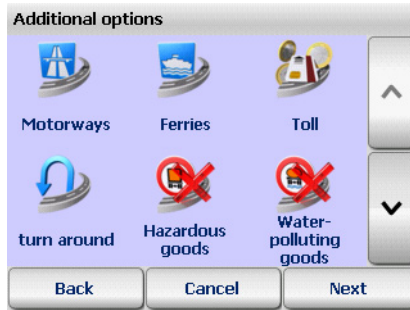 Additional options
Motorways
Ferries
Toll
turn around
Hazardous
goods
Water-
polluting
goods
Back
Cancel
Next